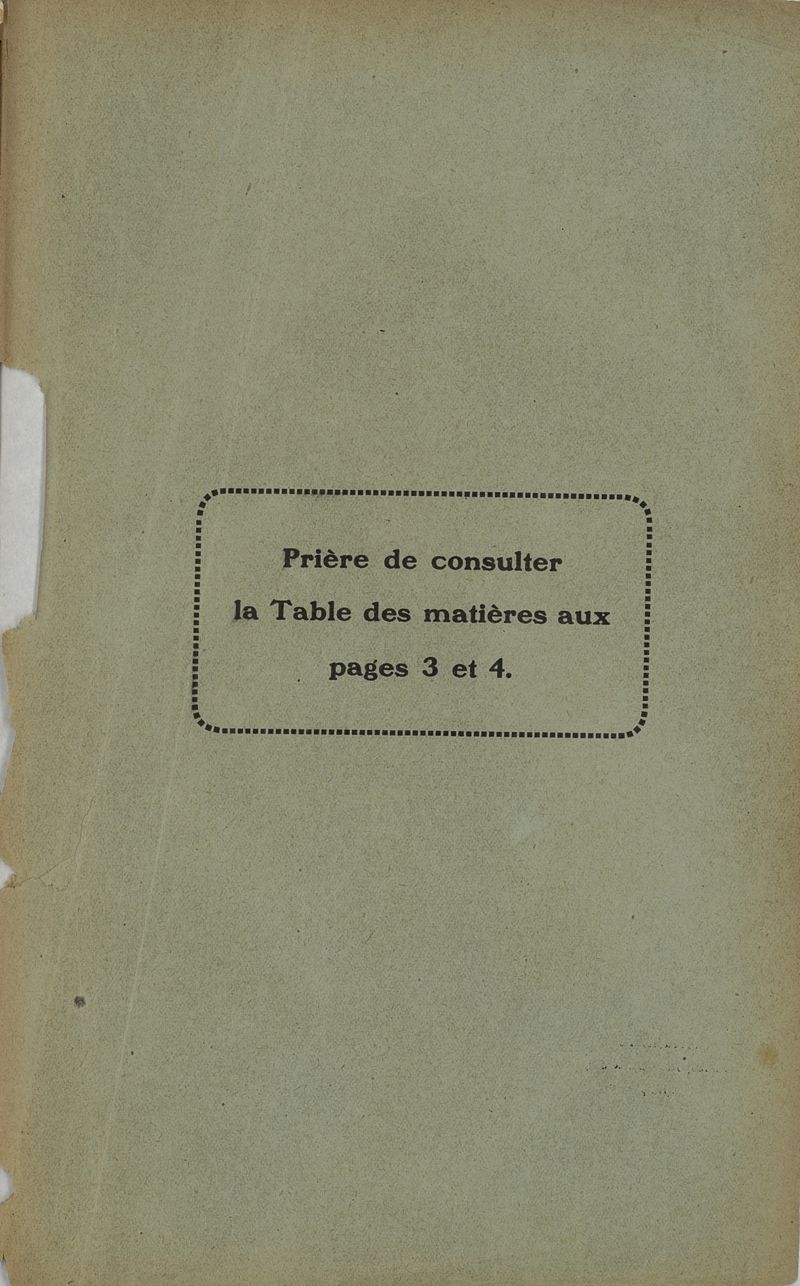 Prière de consulter
la Table des matières aux
pages 3 et 4.